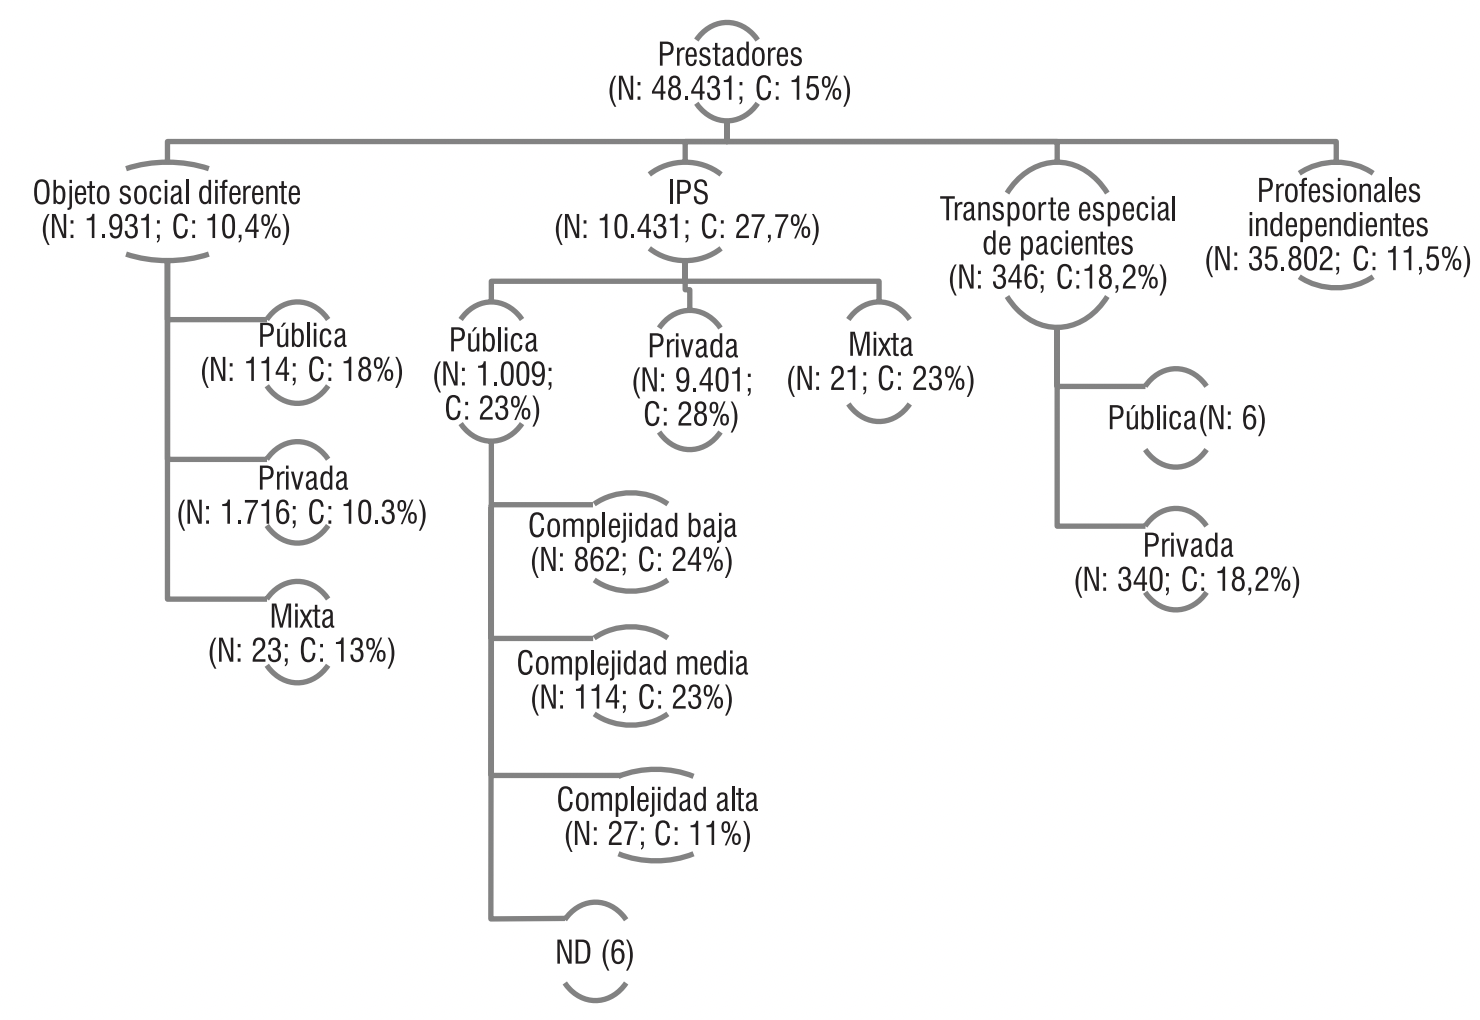 Prestadores
(N: 48.431; C: 15%)
Objeto social diferente
(N: 1.931; C: 10,4%)
Pública
(N: 114; C: 18%)
Privada
(N: 1.716; C: 10.3%)
Mixta
(N: 23; C: 13%)
IPS
(N: 10.431; C: 27,7%)
Pública
(N: 1.009;
C: 23%)
Complejidad baja
(N: 862; C: 24%)
Complejidad media
(N: 114; C: 23%)
Complejidad alta
(N: 27; C: 11%)
ND (6)
Privada
(N: 9.401;
C: 28%)
Mixta
(N: 21; C: 23%)
Transporte especial
de pacientes
(N: 346; C:18,2%)
Pública(N: 6)
Privada
(N: 340; C: 18,2%)
Profesionales
independientes
(N: 35.802; C: 11,5%)